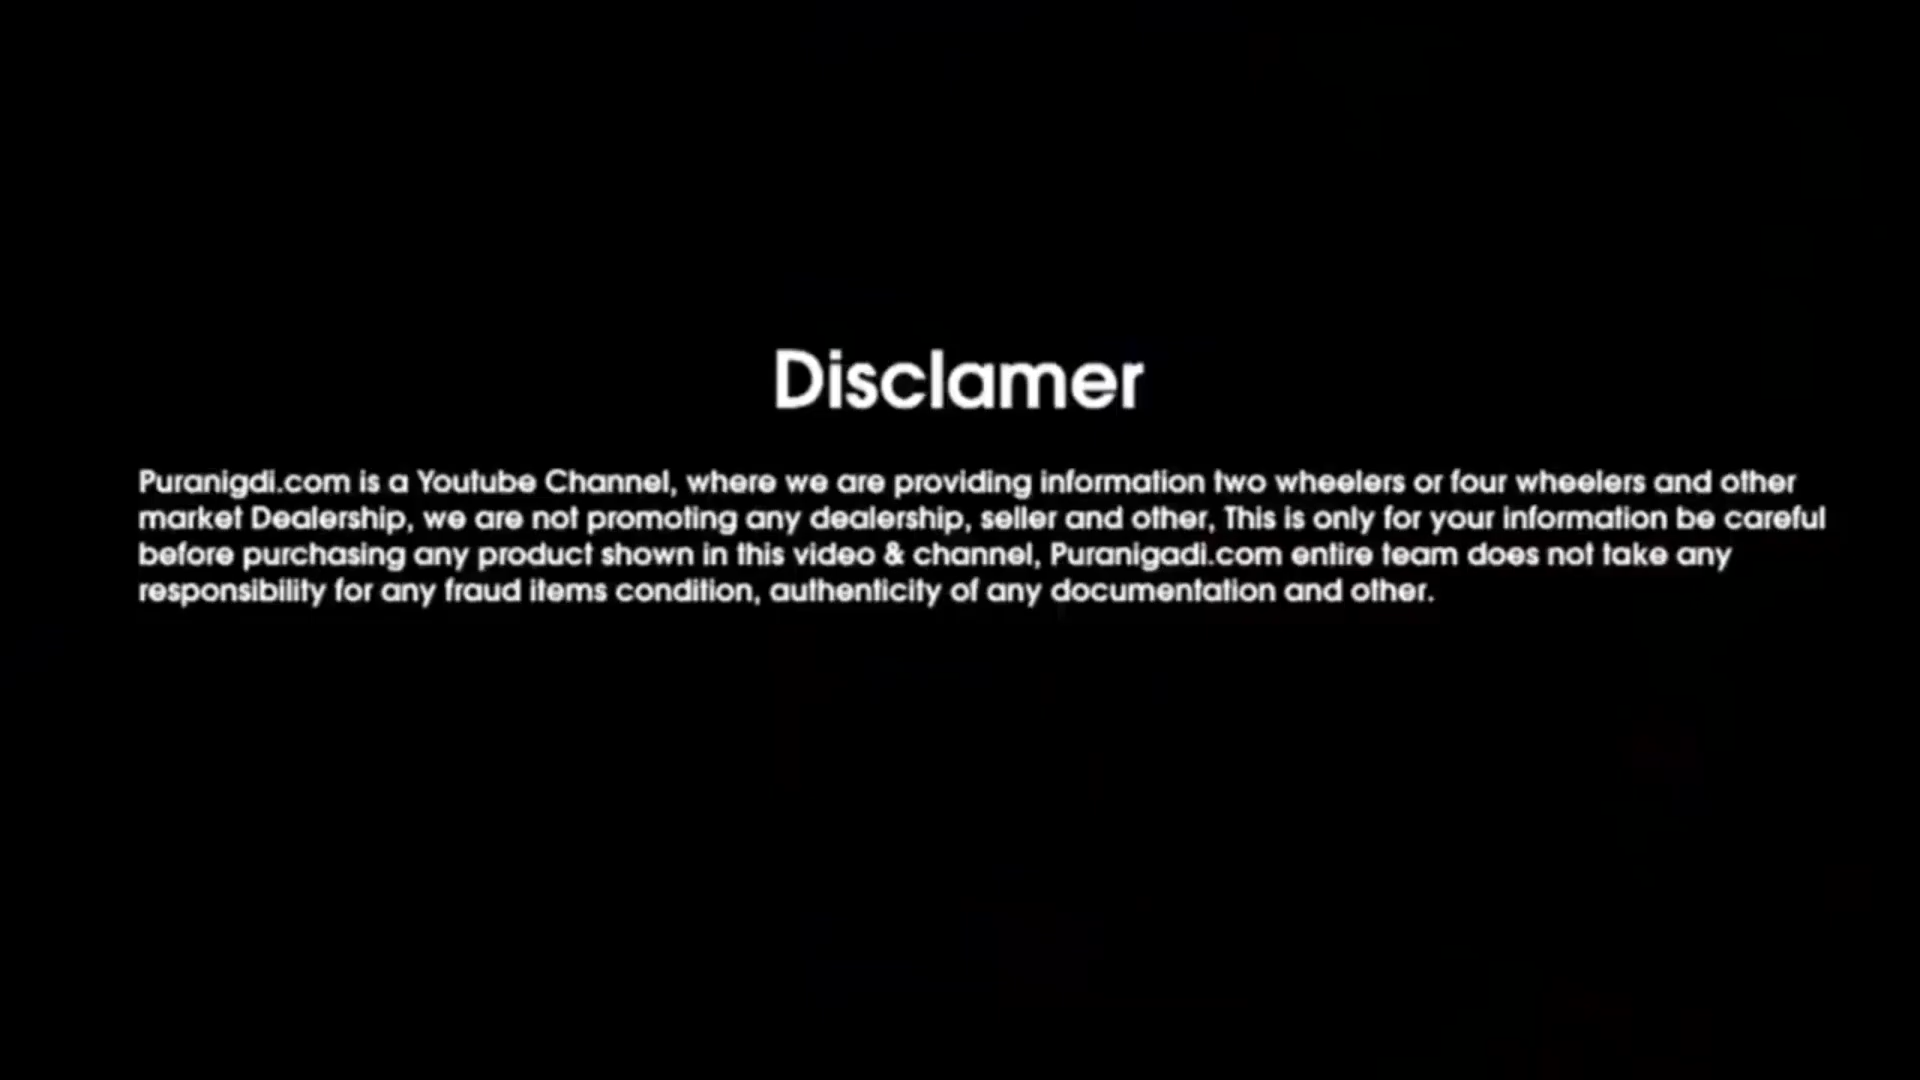 Disclamer
Puranigdi.com is a Youtube Channel, where we are providing information two wheelers or four wheelers and other
market Dealership, we are not promoting any dealership, seller and other, This is only for your information be careful
before purchasing any product shown in this video & channel, Puranigadi.com entire team does not take any
responsibility for any fraud items condition, authenticity of any documentation and other.